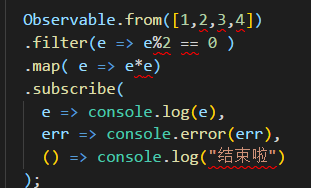 Observable.from([1,2,3,4])
.filter(e => e%2 == 0 )
.map( e => e*e)
.subscribe(
e => console.log(e),
err => console.error(err),
() => console.log("结束啦")
);